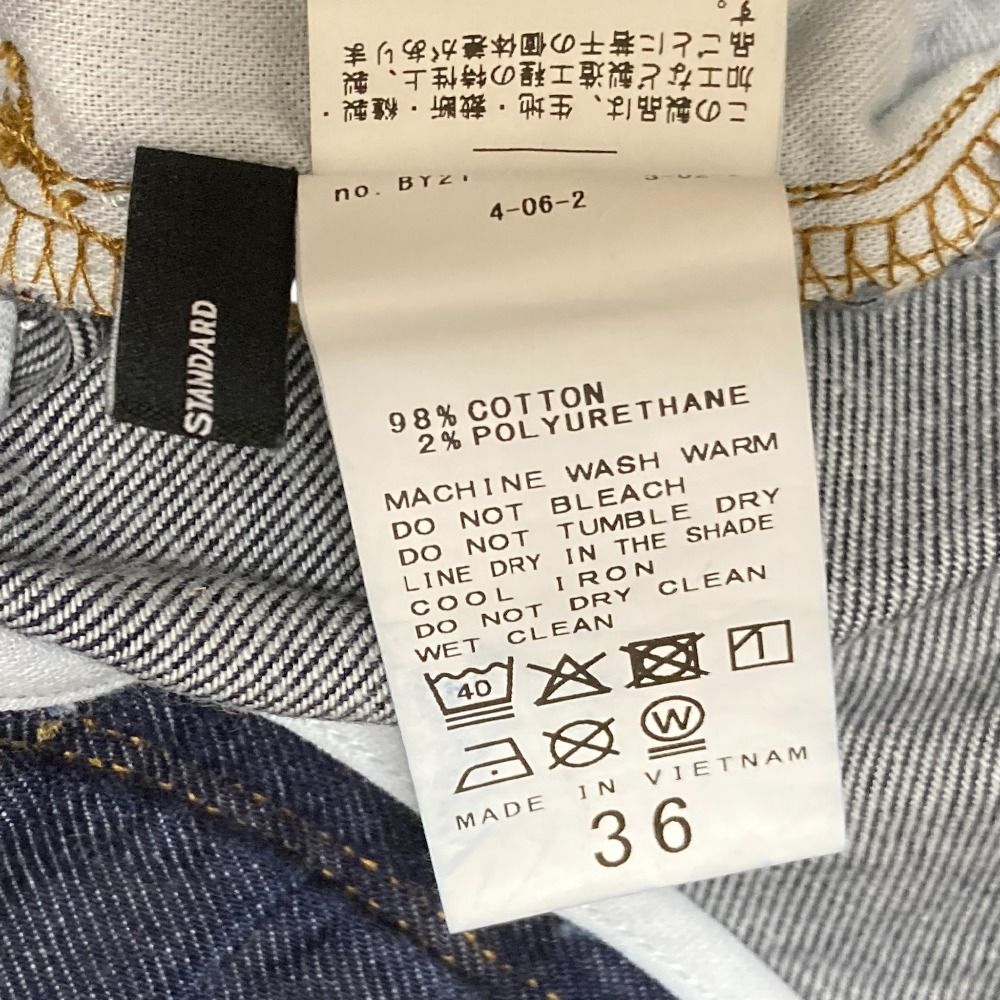 この製品は、生地・裁断・縫製・
加工など製造工程の特性上、製
品ごとに若干の個体差がありま
す。
no. BY21
4-06-2
STANDARD
98% COTTON
2% POLYURETHANE
MACHINE WASH WARM
DO NOT BLEACH
DO NOT TUMBLE DRY
LINE DRY IN THE SHADE
COOL IRON
DO NOT DRY CLEAN
WET CLEAN
40
W
MADE IN VIETNAM
36